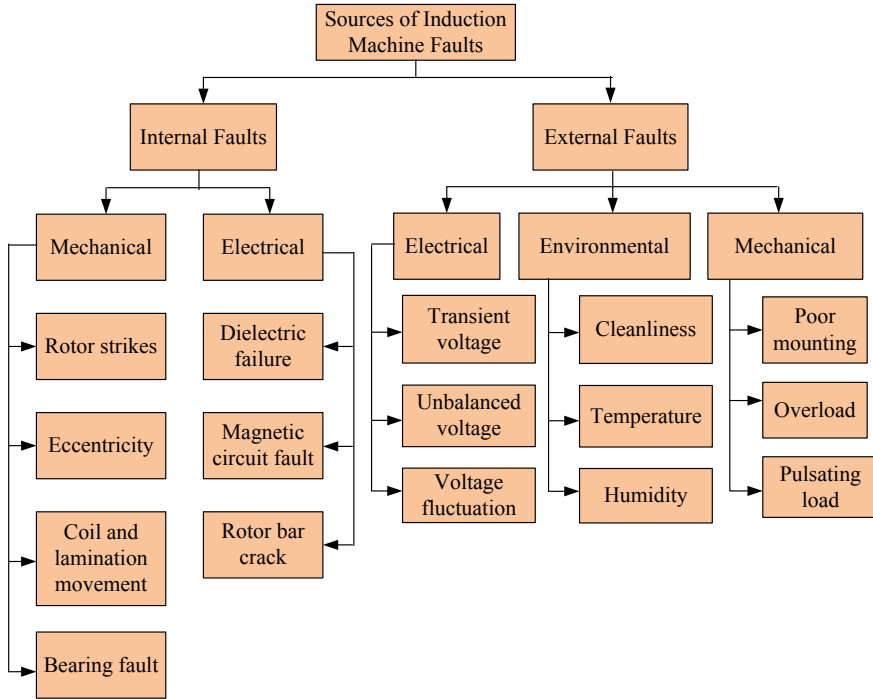 Sources of Induction
Machine Faults
Internal Faults
External Faults
Mechanical
Electrical
Electrical
Environmental
Mechanical
Rotor strikes
Eccentricity
Coil and
lamination
movement
Bearing fault
Dielectric
failure
Magnetic
circuit fault
Rotor bar
crack
Transient
voltage
Unbalanced
voltage
Voltage
fluctuation
Cleanliness
Temperature
Humidity
Poor
mounting
Overload
Pulsating
load